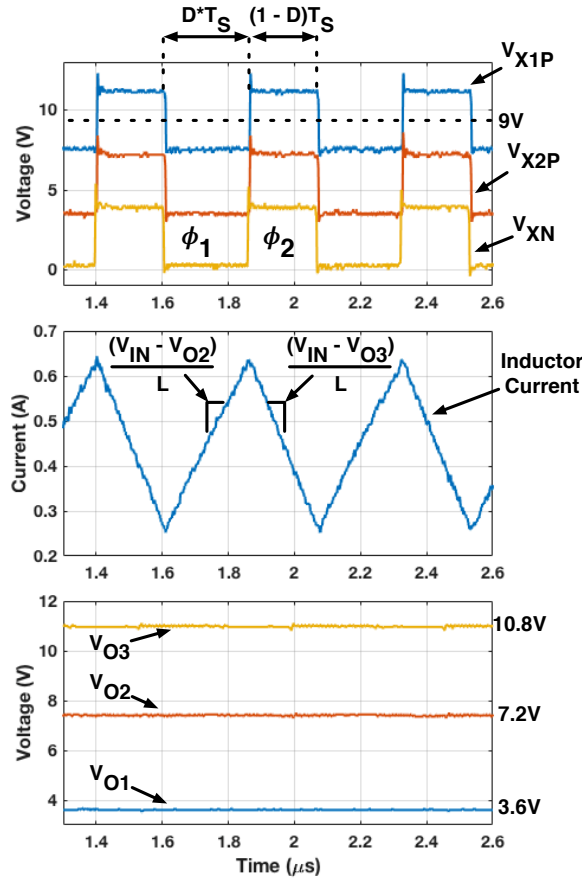 D*T_S (1 - D)T_S
V_X1P
10
9V
5
V_X2P
V_XN
0
ϕ_1 ϕ_2
Voltage (V)
1.4 1.6 1.8 2 2.2 2.4 2.6
0.7
(V_IN - V_O2) (V_IN - V_O3)
L L
0.6
Inductor
Current
0.5
0.4
0.3
0.2
Current (A)
1.4 1.6 1.8 2 2.2 2.4 2.6
12
10.8V
V_O3
10
V_O2
8
7.2V
6
V_O1
4
3.6V
Voltage (V)
1.4 1.6 1.8 2 2.2 2.4 2.6
Time (μs)